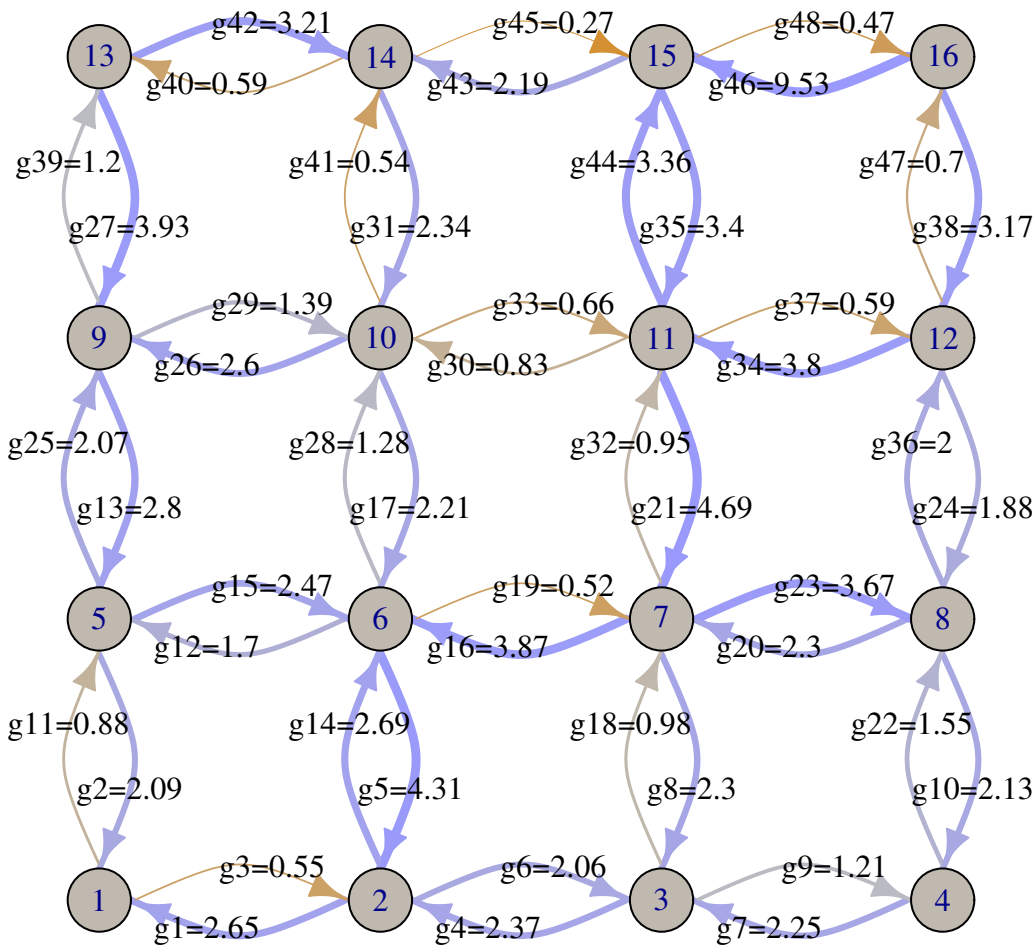 g42=3.21
g45=0.27
g48=0.47
13
14
15
16
g40=0.59
g43=2.19
g46=9.53
g39=1.2
g41=0.54
g44=3.36
g47=0.7
g27=3.93
g31=2.34
g35=3.4
g38=3.17
g29=1.39
g33=0.66
g37=0.59
9
10
11
12
g26=2.6
g30=0.83
g34=3.8
g25=2.07
g28=1.28
g32=0.95
g36=2
g13=2.8
g17=2.21
g21=4.69
g24=1.88
g15=2.47
g19=0.52
g23=3.67
5
6
7
8
g12=1.7
g16=3.87
g20=2.3
g11=0.88
g14=2.69
g18=0.98
g22=1.55
g2=2.09
g5=4.31
g8=2.3
g10=2.13
g3=0.55
g6=2.06
g9=1.21
1
2
3
4
g1=2.65
g4=2.37
g7=2.25